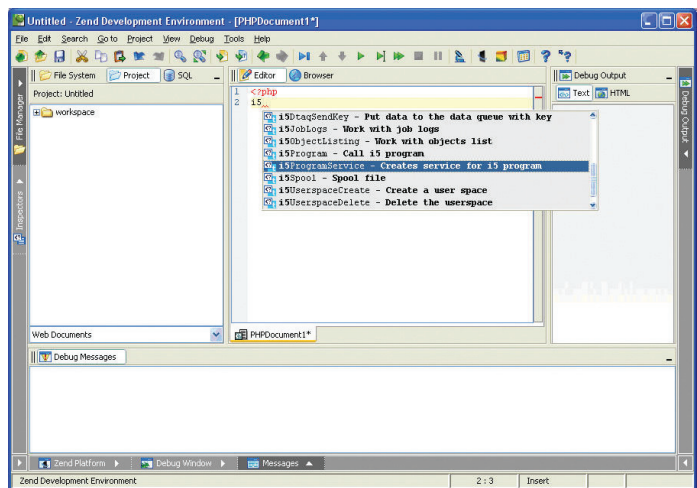 Untitled - Zend Development Environment - [PHPDocument1*]
File Edit Search Go to Project View Debug Tools Help
File System Project SQL
Editor Browser
Debug Output
Project: Untitled
Text HTML
workspace
1 <?php
2 i5
i5DtaqSendKey - Put data to the data queue with key
i5JobLogs - Work with job logs
i5ObjectListing - Work with objects list
i5Program - Call i5 program
i5ProgramService - Creates service for i5 program
i5Spool - Spool file
i5UserspaceCreate - Create a user space
i5UserspaceDelete - Delete the userspace
File Manager
Inspectors
Debug Output
Web Documents
PHPDocument1*
Debug Messages
Zend Platform Debug Window Messages
Zend Development Environment 2 : 3 Insert